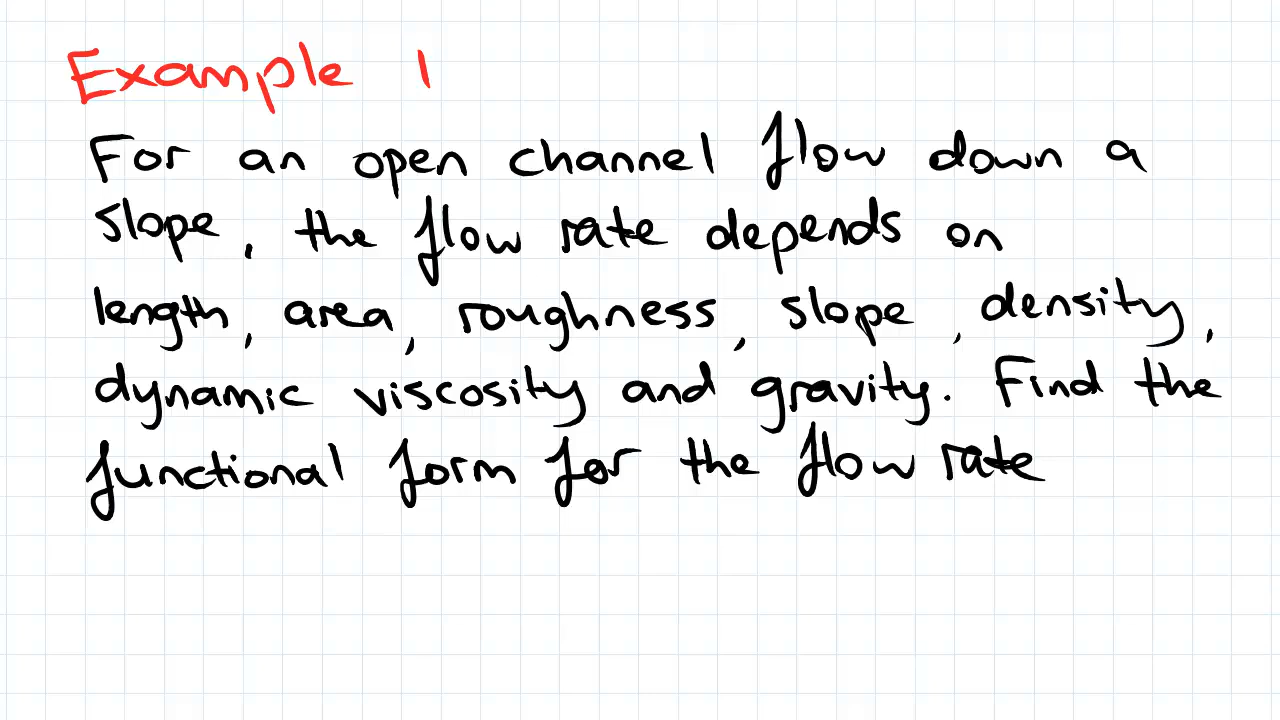 Example 1
For an open channel flow down a
slope, the flow rate depends on
length, area, roughness, slope, density,
dynamic viscosity and gravity. Find the
functional form for the flow rate